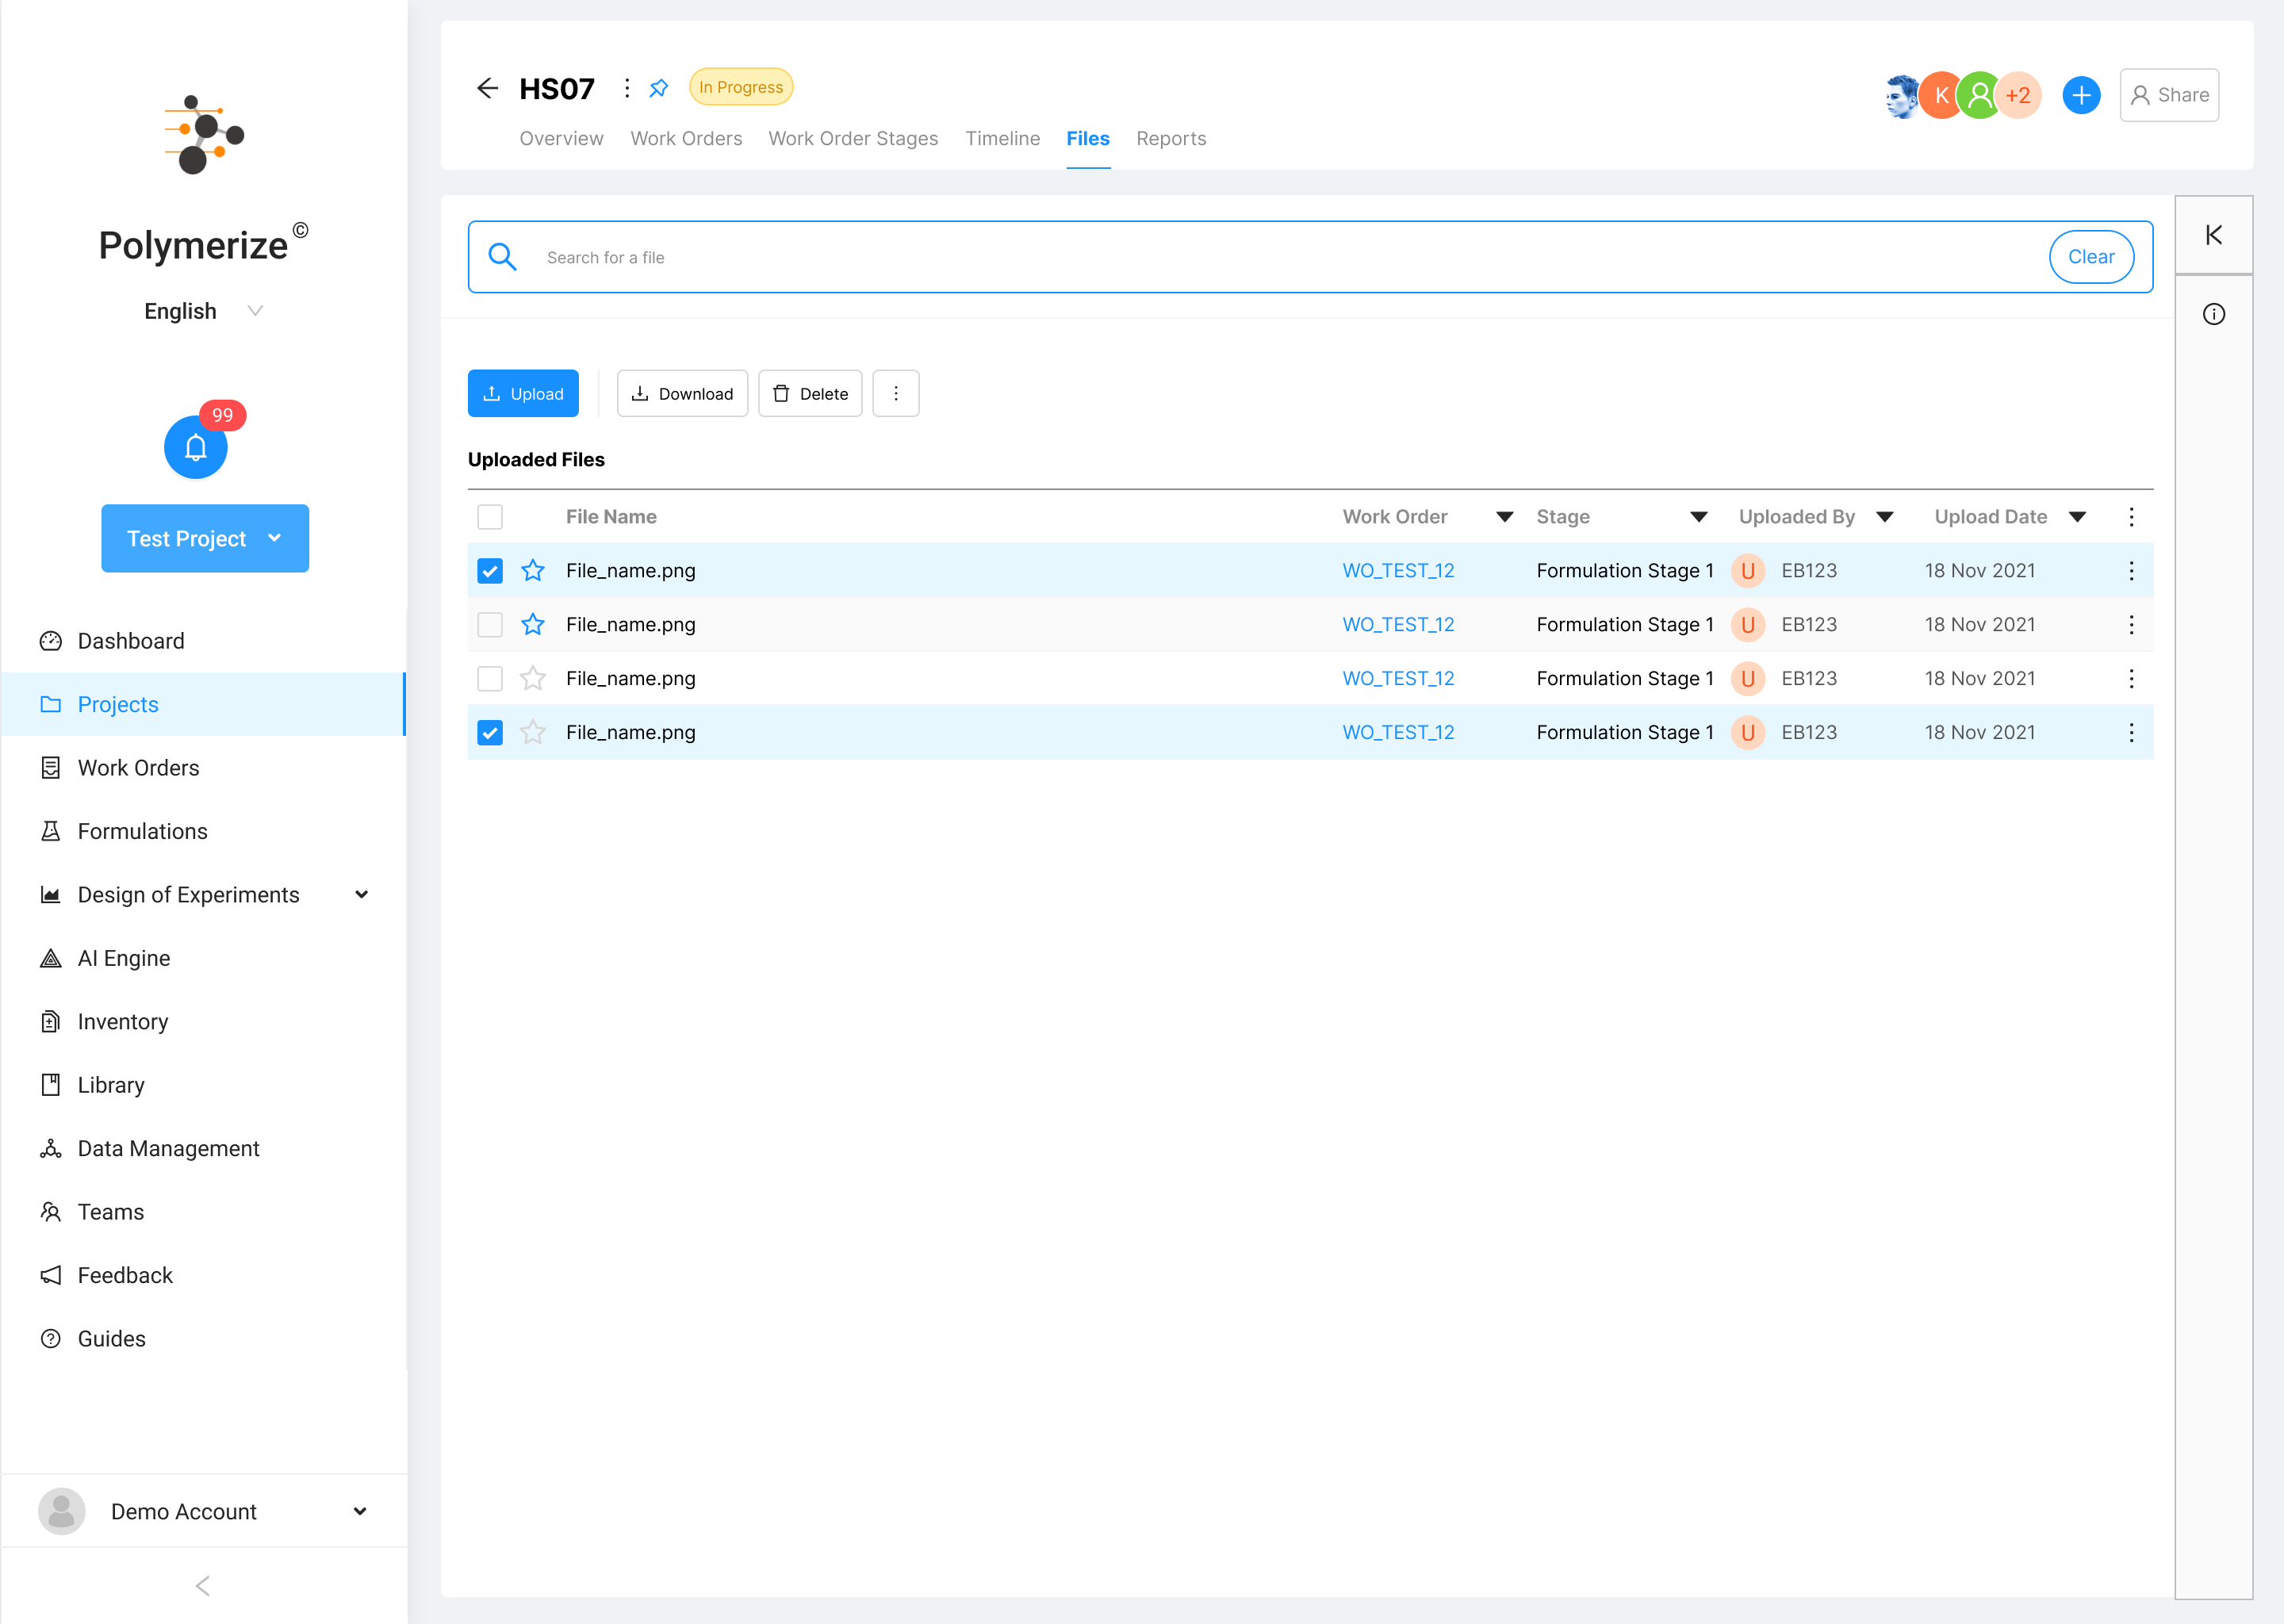 Polymerize©
English
99
Test Project
Dashboard
Projects
Work Orders
Formulations
Design of Experiments
AI Engine
Inventory
Library
Data Management
Teams
Feedback
Guides
Demo Account
HS07 In Progress
K +2 Share
Overview Work Orders Work Order Stages Timeline Files Reports
Search for a file Clear
Upload Download Delete
Uploaded Files
File Name Work Order Stage Uploaded By Upload Date
File_name.png WO_TEST_12 Formulation Stage 1 U EB123 18 Nov 2021
File_name.png WO_TEST_12 Formulation Stage 1 U EB123 18 Nov 2021
File_name.png WO_TEST_12 Formulation Stage 1 U EB123 18 Nov 2021
File_name.png WO_TEST_12 Formulation Stage 1 U EB123 18 Nov 2021